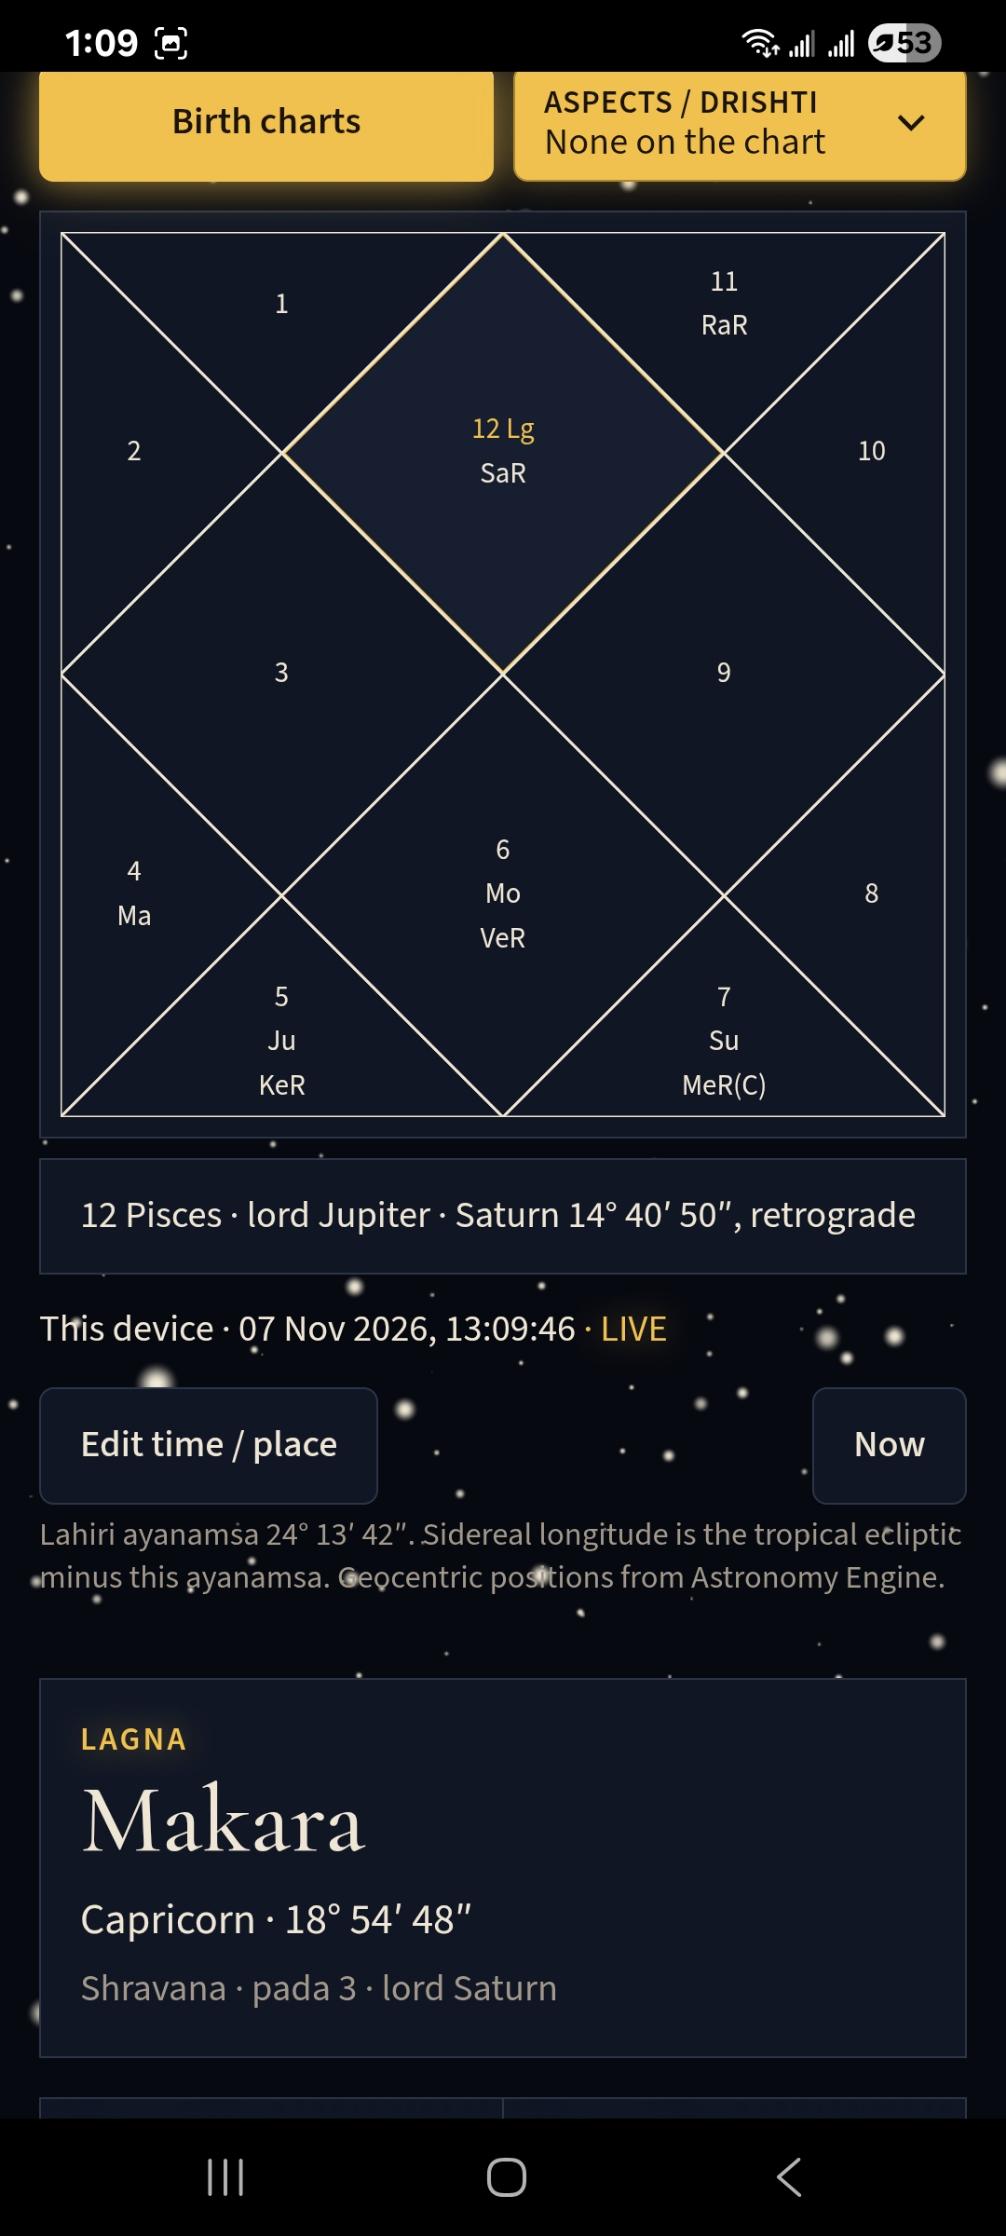 1:09
53
Birth charts
ASPECTS / DRISHTI
None on the chart
1
11
RaR
2
12 Lg
SaR
10
3
9
4
Ma
6
Mo
VeR
8
5
Ju
KeR
7
Su
MeR(C)
12 Pisces · lord Jupiter · Saturn 14° 40′ 50″, retrograde
This device · 07 Nov 2026, 13:09:46 · LIVE
Edit time / place
Now
Lahiri ayanamsa 24° 13′ 42″. Sidereal longitude is the tropical ecliptic
minus this ayanamsa. Geocentric positions from Astronomy Engine.
LAGNA
Makara
Capricorn · 18° 54′ 48″
Shravana · pada 3 · lord Saturn